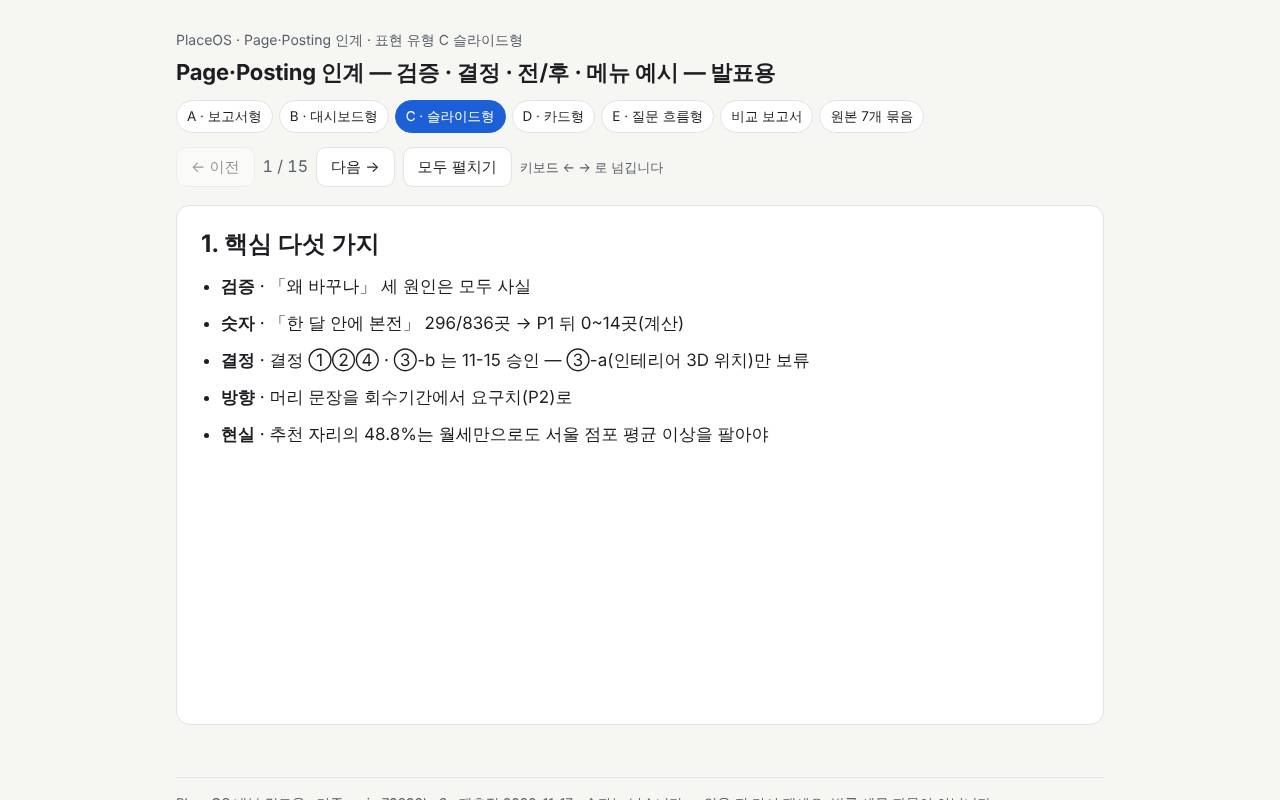 PlaceOS · Page·Posting 인계 · 표현 유형 C 슬라이드형
Page·Posting 인계 — 검증 · 결정 · 전/후 · 메뉴 예시 — 발표용
A · 보고서형
B · 대시보드형
C · 슬라이드형
D · 카드형
E · 질문 흐름형
비교 보고서
원본 7개 묶음
← 이전
1 / 15
다음 →
모두 펼치기
키보드 ← → 로 넘깁니다
1. 핵심 다섯 가지
• 검증 · 「왜 바꾸나」 세 원인은 모두 사실
• 숫자 · 「한 달 안에 본전」 296/836곳 → P1 뒤 0~14곳(계산)
• 결정 · 결정 ①②④ · ③-b 는 11-15 승인 — ③-a(인테리어 3D 위치)만 보류
• 방향 · 머리 문장을 회수기간에서 요구치(P2)로
• 현실 · 추천 자리의 48.8%는 월세만으로도 서울 점포 평균 이상을 팔아야